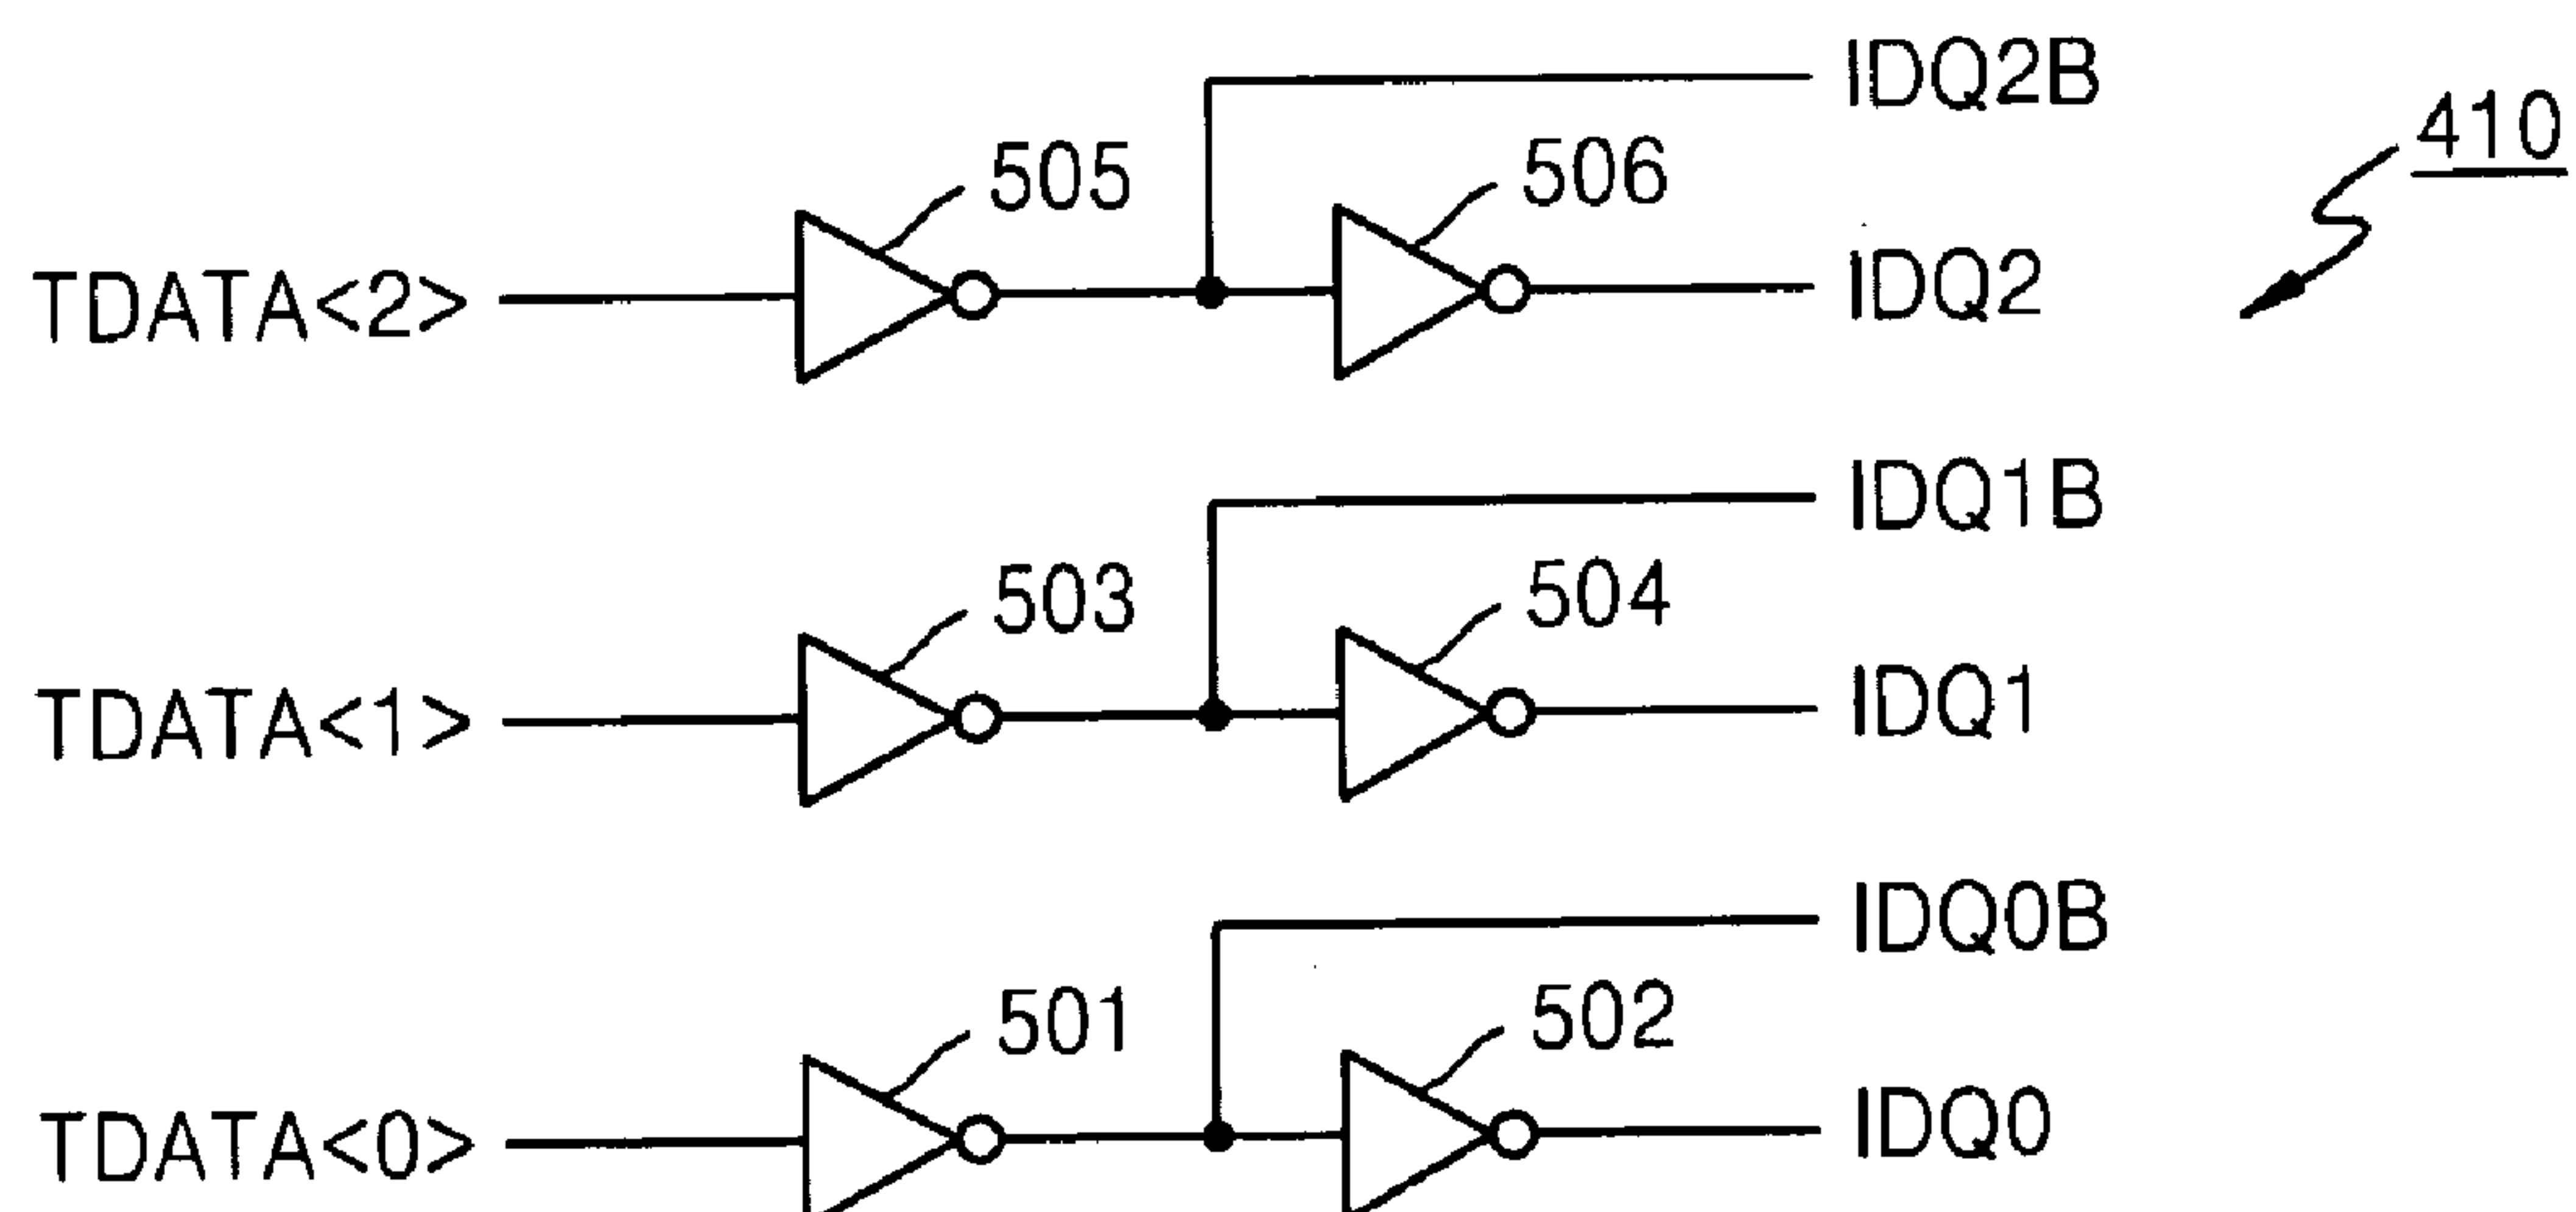 IDQ2B
410
505
506
TDATA<2>
IDQ2
IDQ1B
503
504
TDATA<1>
IDQ1
IDQ0B
501
502
TDATA<0>
IDQ0